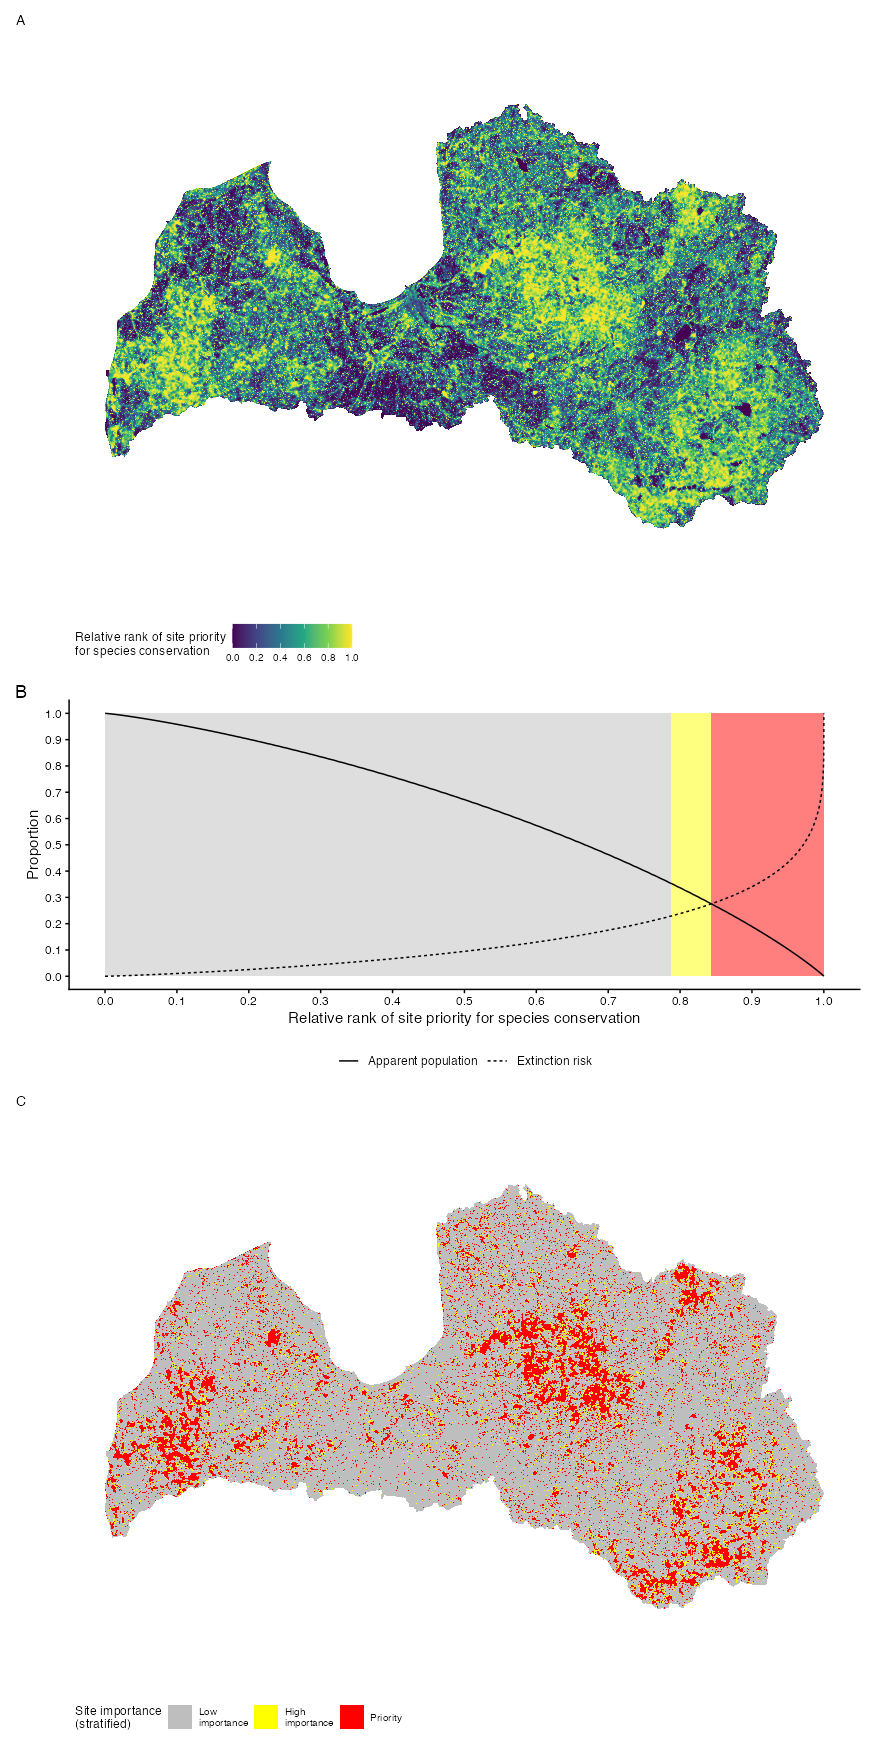 A
Relative rank of site priority
for species conservation
0.0 0.2 0.4 0.6 0.8 1.0
B
1.0
0.9
0.8
0.7
0.6
0.5
0.4
0.3
0.2
0.1
0.0
Proportion
0.0 0.1 0.2 0.3 0.4 0.5 0.6 0.7 0.8 0.9 1.0
Relative rank of site priority for species conservation
Apparent population Extinction risk
C
Site importance
(stratified)
Low
importance
High
importance
Priority